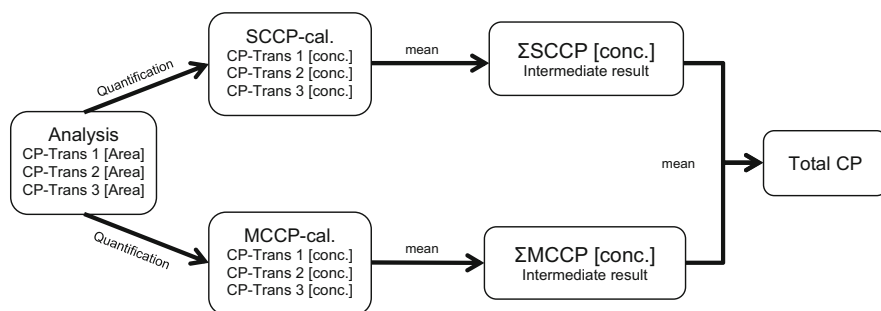 Analysis
CP-Trans 1 [Area]
CP-Trans 2 [Area]
CP-Trans 3 [Area]
Quantification
SCCP-cal.
CP-Trans 1 [conc.]
CP-Trans 2 [conc.]
CP-Trans 3 [conc.]
mean
ΣSCCP [conc.]
Intermediate result
Quantification
MCCP-cal.
CP-Trans 1 [conc.]
CP-Trans 2 [conc.]
CP-Trans 3 [conc.]
mean
ΣMCCP [conc.]
Intermediate result
mean
Total CP